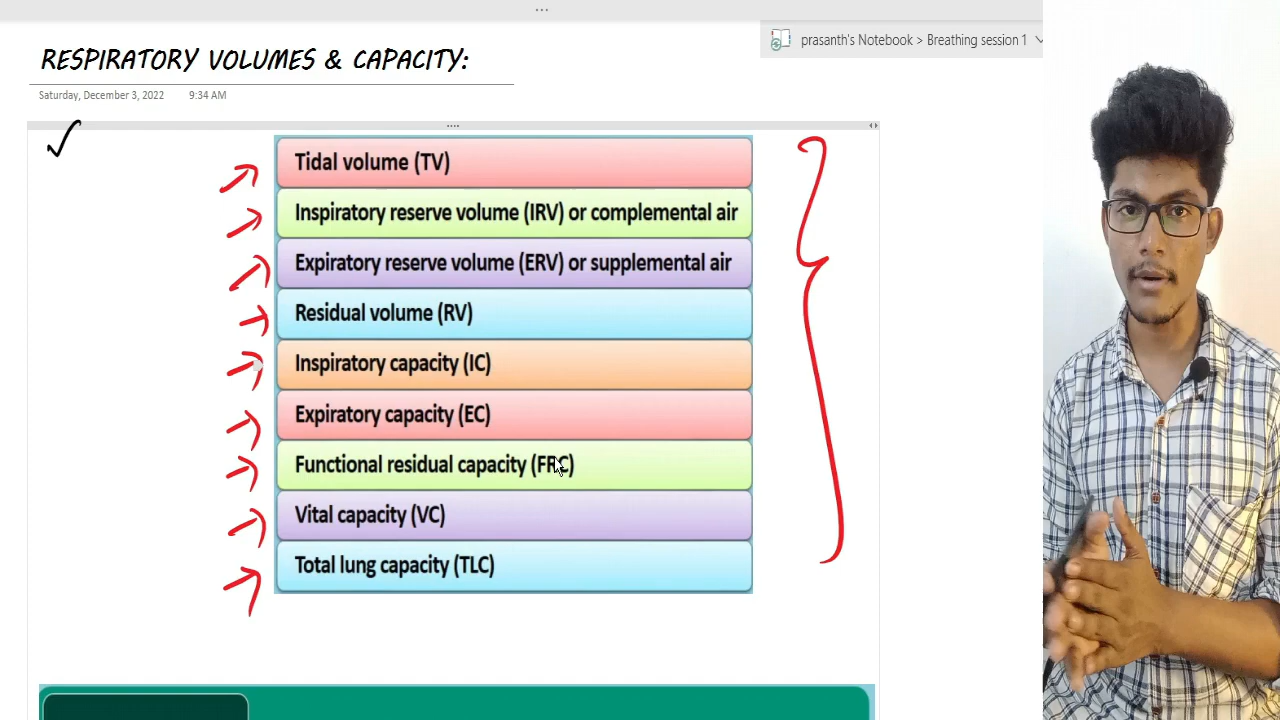 RESPIRATORY VOLUMES & CAPACITY:
prasanth's Notebook > Breathing session 1
Saturday, December 3, 2022 9:34 AM
Tidal volume (TV)
Inspiratory reserve volume (IRV) or complemental air
Expiratory reserve volume (ERV) or supplemental air
Residual volume (RV)
Inspiratory capacity (IC)
Expiratory capacity (EC)
Functional residual capacity (FRC)
Vital capacity (VC)
Total lung capacity (TLC)